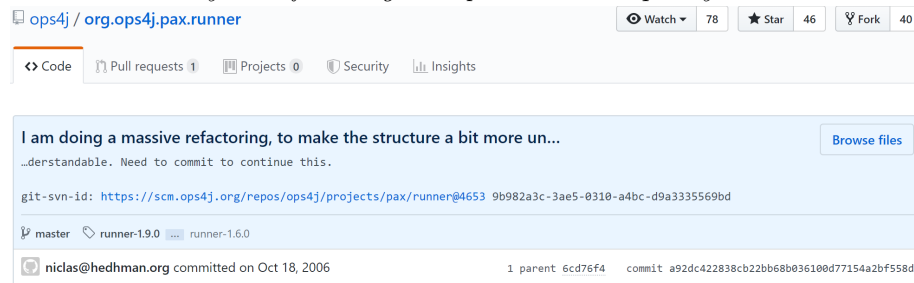 ops4j / org.ops4j.pax.runner
Watch 78 Star 46 Fork 40
Code Pull requests 1 Projects 0 Security Insights
I am doing a massive refactoring, to make the structure a bit more un...
Browse files
...derstandable. Need to commit to continue this.
git-svn-id: https://scm.ops4j.org/repos/ops4j/projects/pax/runner@4653 9b982a3c-3ae5-0310-a4bc-d9a3335569bd
master runner-1.9.0 ... runner-1.6.0
niclas@hedhman.org committed on Oct 18, 2006 1 parent 6cd76f4 commit a92dc422838cb22bb68b036100d77154a2bf558d